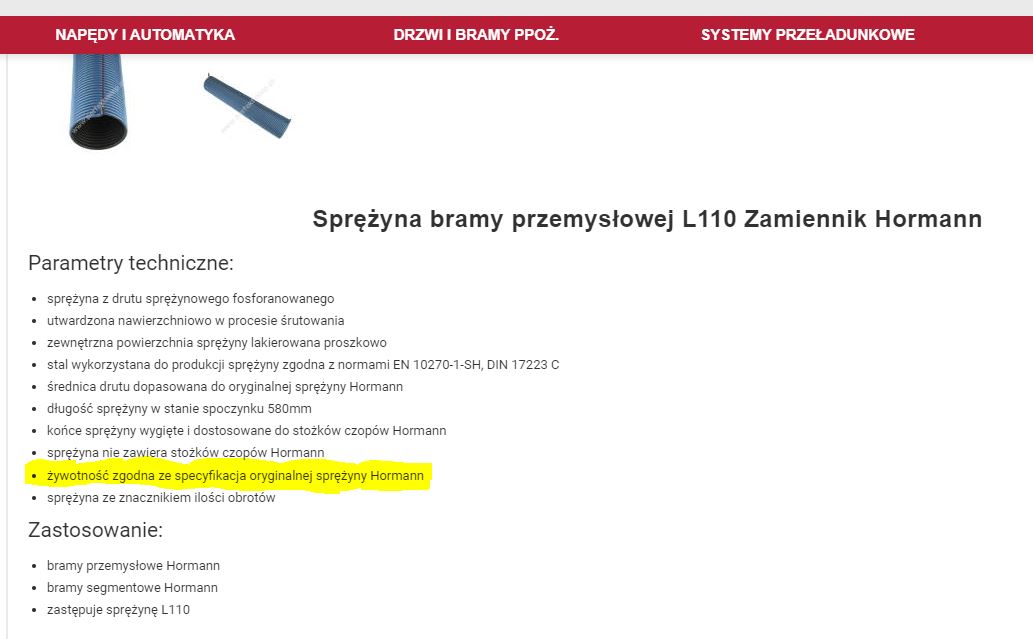 NAPĘDY I AUTOMATYKA DRZWI I BRAMY PPOŻ. SYSTEMY PRZEŁADUNKOWE
Sprężyna bramy przemysłowej L110 Zamiennik Hormann
Parametry techniczne:
sprężyna z drutu sprężynowego fosforanowanego
utwardzona nawierzchniowo w procesie śrutowania
zewnętrzna powierzchnia sprężyny lakierowana proszkowo
stal wykorzystana do produkcji sprężyny zgodna z normami EN 10270-1-SH, DIN 17223 C
średnica drutu dopasowana do oryginalnej sprężyny Hormann
długość sprężyny w stanie spoczynku 580mm
końce sprężyny wygięte i dostosowane do stożków czopów Hormann
sprężyna nie zawiera stożków czopów Hormann
żywotność zgodna ze specyfikacja oryginalnej sprężyny Hormann
sprężyna ze znacznikiem ilości obrotów
Zastosowanie:
bramy przemysłowe Hormann
bramy segmentowe Hormann
zastępuje sprężynę L110